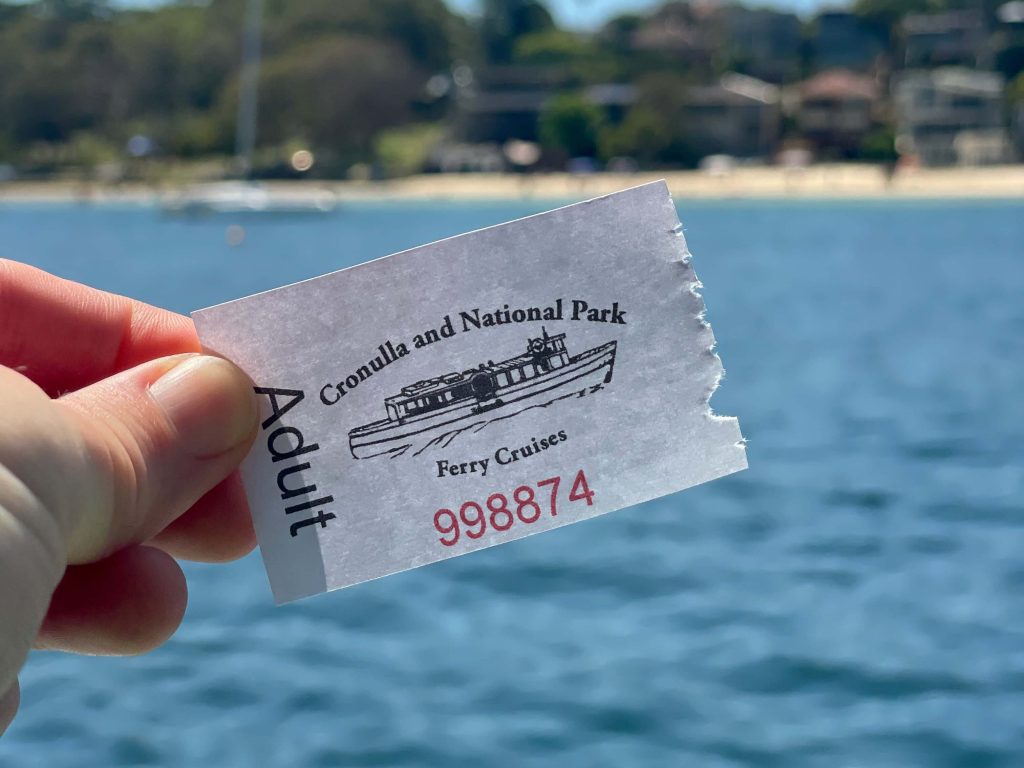 Cronulla and National Park
Ferry Cruises
998874
Adult